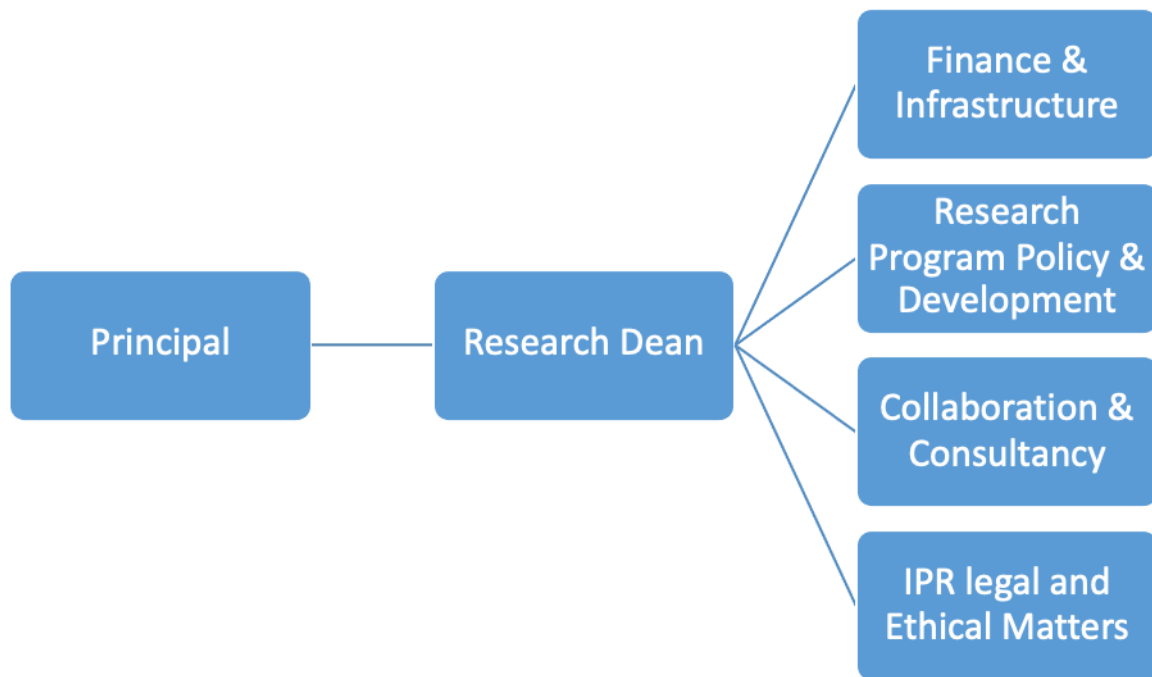 Principal
Research Dean
Finance &
Infrastructure
Research
Program Policy &
Development
Collaboration &
Consultancy
IPR legal and
Ethical Matters